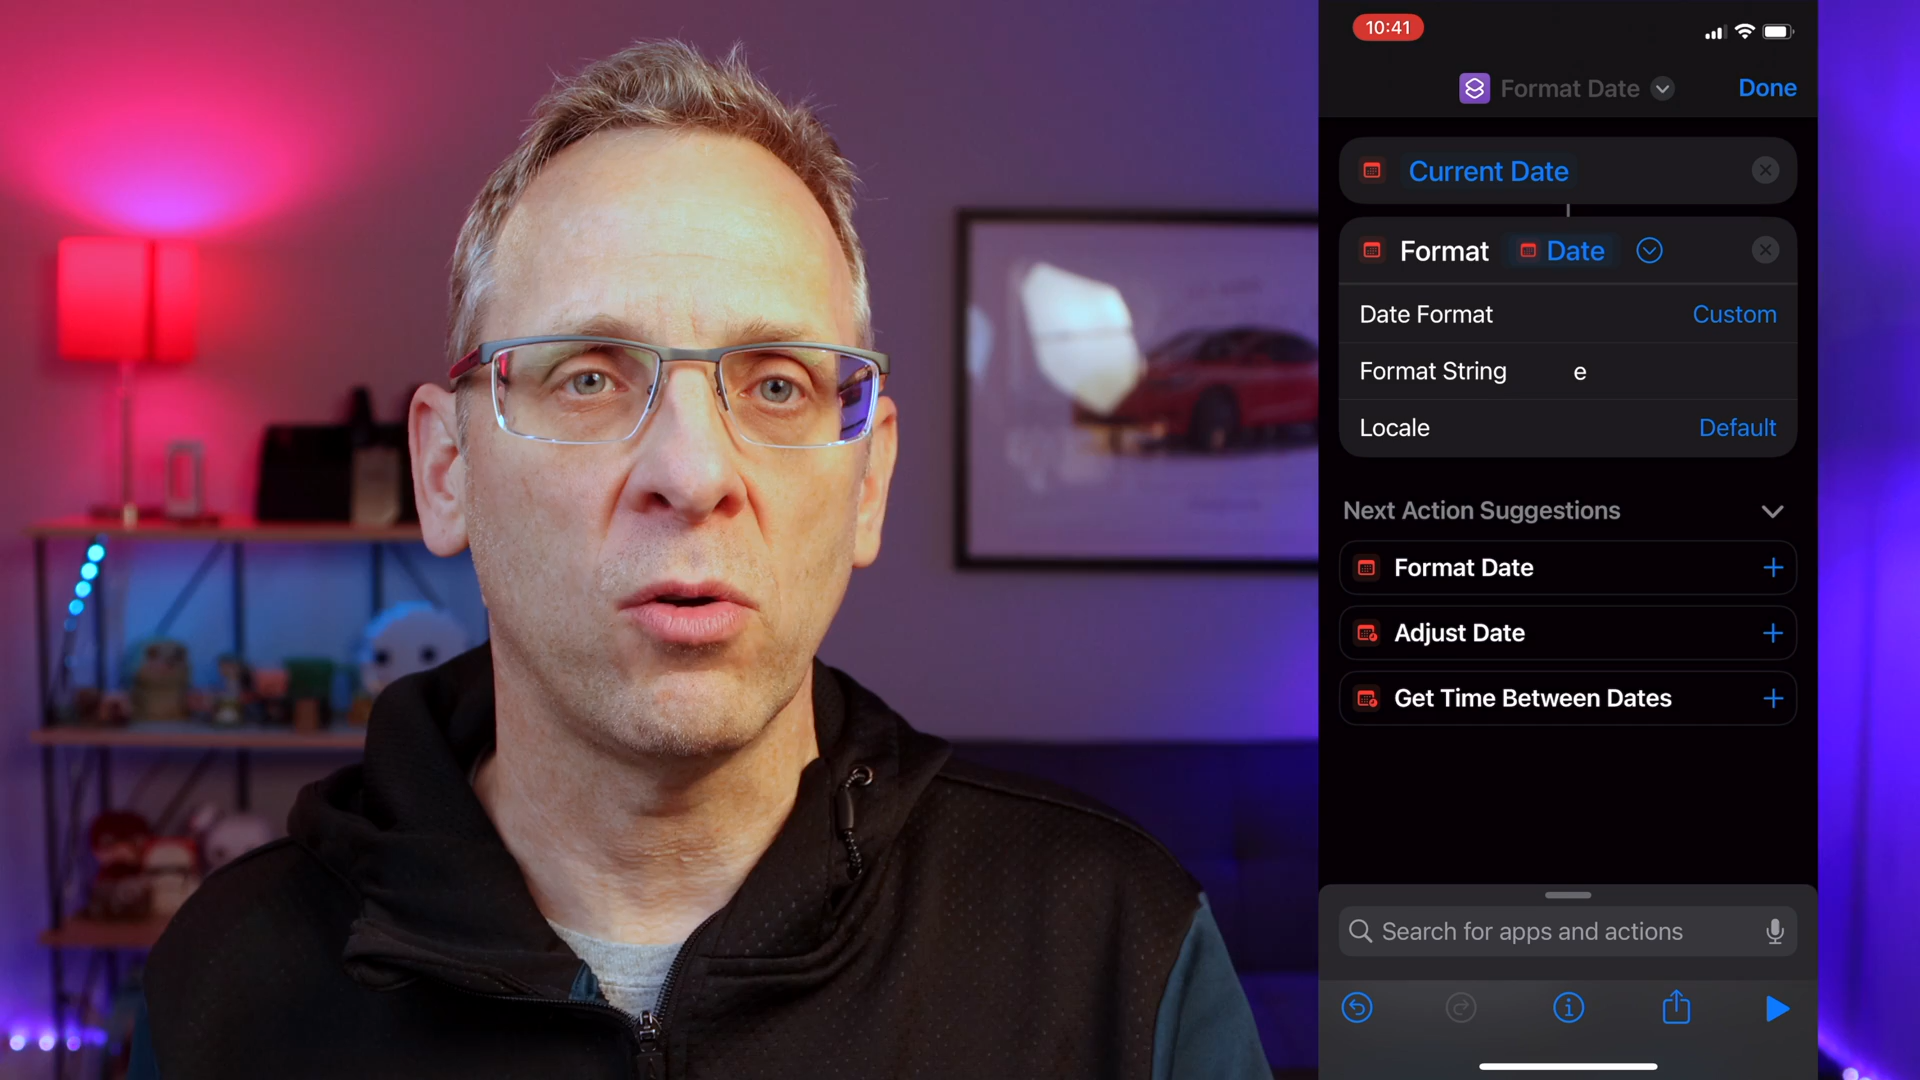 10:41
Format Date
Done
Current Date
Format Date
Date Format Custom
Format String e
Locale Default
Next Action Suggestions
Format Date
Adjust Date
Get Time Between Dates
Search for apps and actions